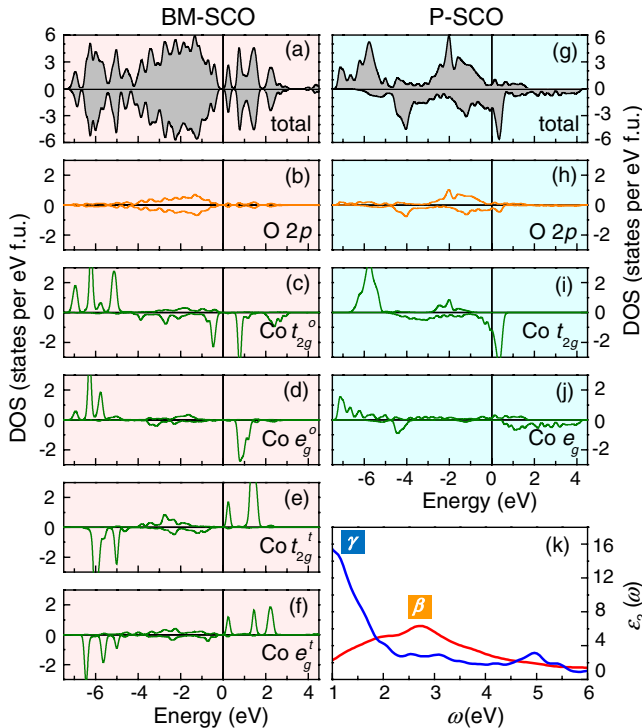 BM-SCO P-SCO
6 (a) 6 (g)
3 3
0 0
-3 total -3 total
-6 -6
2 (b) 2 (h)
0 0
-2 O 2p -2 O 2p
2 (c) 2 (i)
0 0
-2 Co t2g^o -2 Co t2g
2 (d) 2 (j)
0 0
-2 Co eg^o -2 Co eg
-6 -4 -2 0 2 4
Energy (eV)
2 (e)
0
-2 Co t2g^t
γ (k) 16
12
β 8
4
0
2 (f)
0
-2 Co eg^t
-6 -4 -2 0 2 4 1 2 3 4 5 6
Energy (eV) ω(eV)
DOS (states per eV f.u.)
DOS (states per eV f.u.)
ε2(ω)